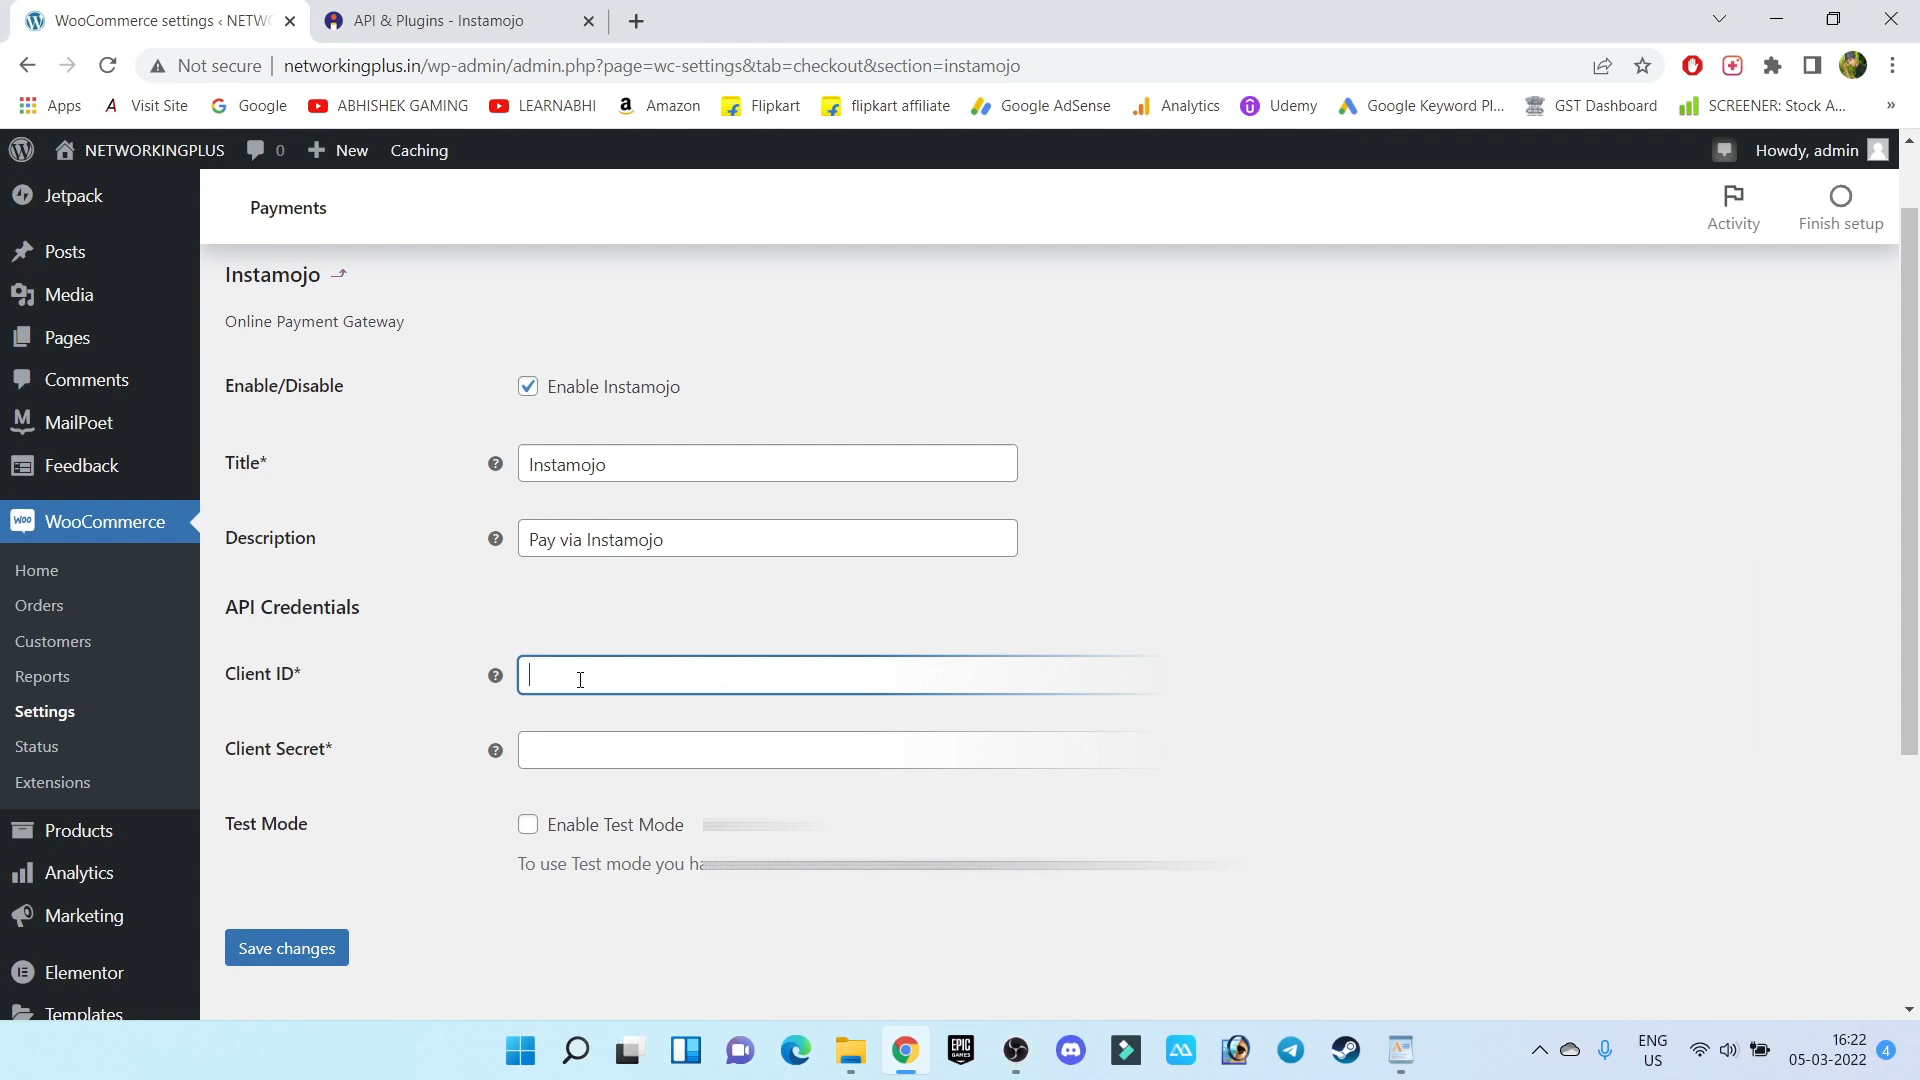 WooCommerce settings ‹ NETWO
API & Plugins - Instamojo
Not secure
networkingplus.in/wp-admin/admin.php?page=wc-settings&tab=checkout&section=instamojo
Apps
Visit Site
Google
ABHISHEK GAMING
LEARNABHI
Amazon
Flipkart
flipkart affiliate
Google AdSense
Analytics
Udemy
Google Keyword Pl...
GST Dashboard
SCREENER: Stock A...
»
NETWORKINGPLUS
0
New
Caching
Howdy, admin
Jetpack
Posts
Media
Pages
Comments
MailPoet
Feedback
WooCommerce
Home
Orders
Customers
Reports
Settings
Status
Extensions
Products
Analytics
Marketing
Elementor
Templates
Payments
Activity
Finish setup
Instamojo
Online Payment Gateway
Enable/Disable
Enable Instamojo
Title*
Instamojo
Description
Pay via Instamojo
API Credentials
Client ID*
Client Secret*
Test Mode
Enable Test Mode
To use Test mode you
Save changes
EPIC GAMES
ENG
US
16:22
05-03-2022
4